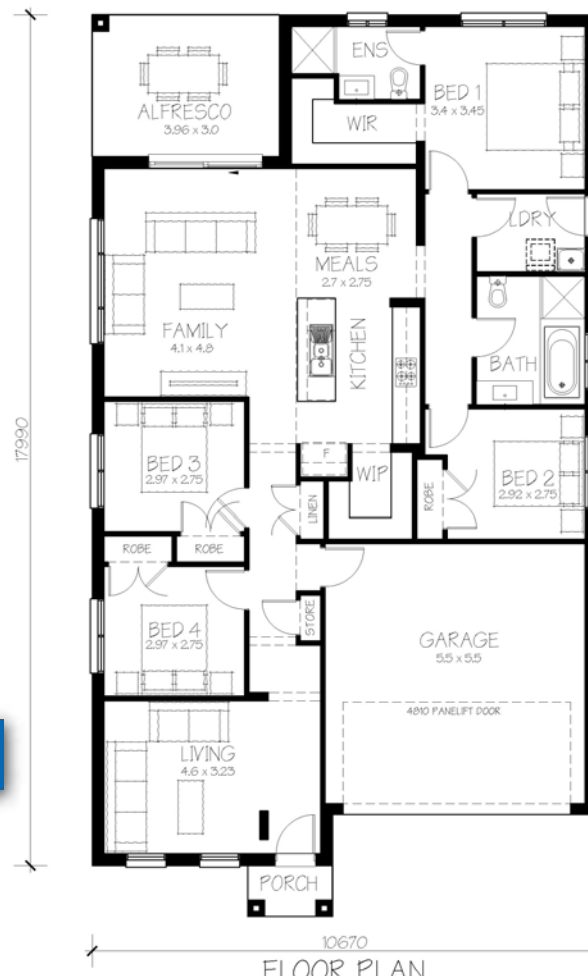 ENS
BED 1
3.4 x 3.45
ALFRESCO
3.96 x 3.0
WIR
LDRY
MEALS
2.7 x 2.75
FAMILY
4.1 x 4.8
KITCHEN
BATH
17990
BED 3
2.97 x 2.75
F
WIP
BED 2
2.92 x 2.75
ROBE
LINEN
ROBE
ROBE
STORE
BED 4
2.97 x 2.75
GARAGE
5.5 x 5.5
4810 PANELIFT DOOR
LIVING
4.6 x 3.23
PORCH
10670
FLOOR PLAN